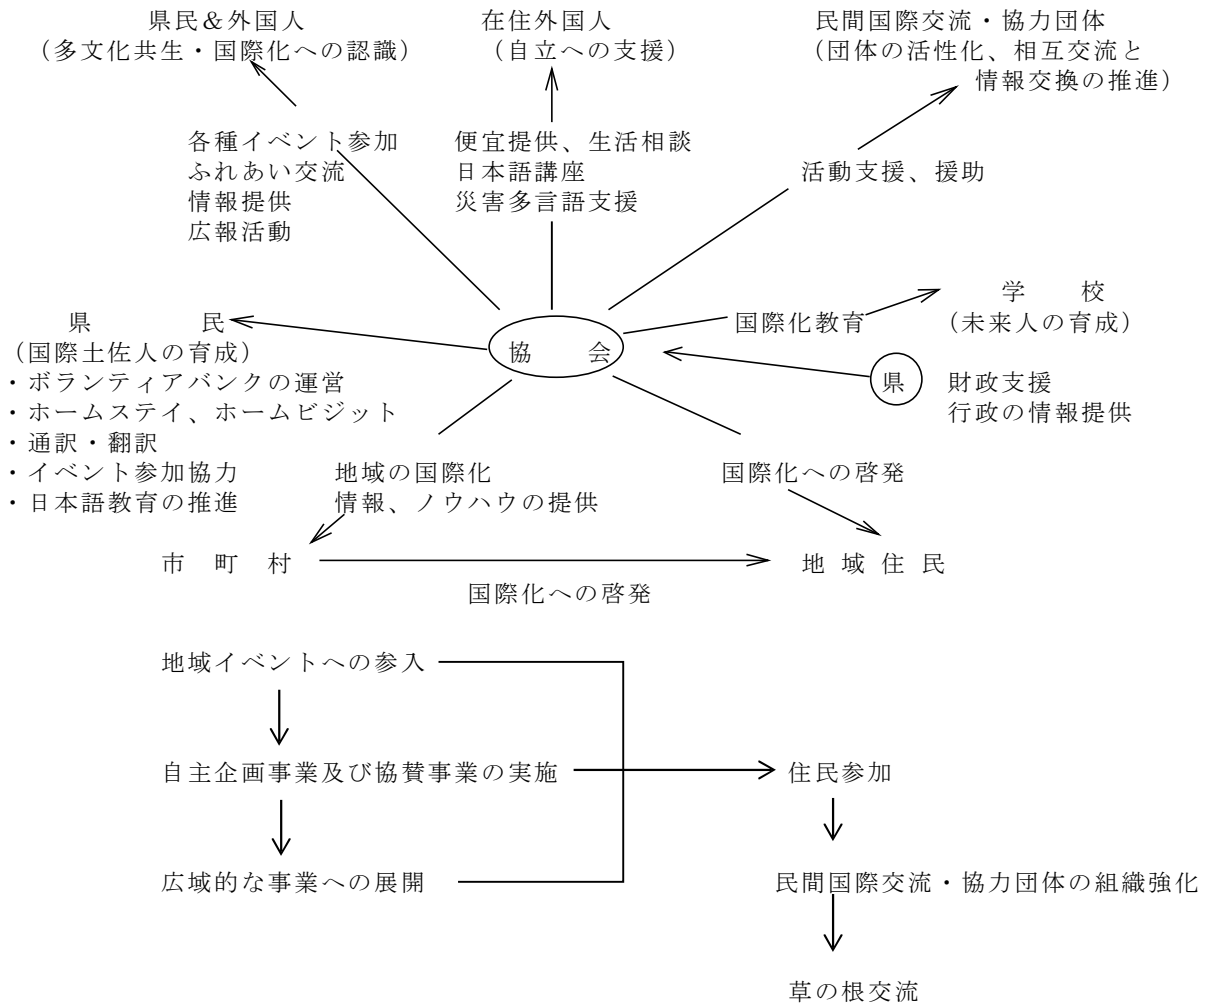 県民＆外国人
（多文化共生・国際化への認識）
在住外国人
（自立への支援）
民間国際交流・協力団体
（団体の活性化、相互交流と
情報交換の推進）
各種イベント参加
ふれあい交流
情報提供
広報活動
便宜提供、生活相談
日本語講座
災害多言語支援
活動支援、援助
県　　　　民
（国際土佐人の育成）
・ボランティアバンクの運営
・ホームステイ、ホームビジット
・通訳・翻訳
・イベント参加協力
・日本語教育の推進
協　　会
国際化教育
学　　校
（未来人の育成）
県
財政支援
行政の情報提供
地域の国際化
情報、ノウハウの提供
国際化への啓発
市　町　村
地 域 住 民
国際化への啓発
地域イベントへの参入
自主企画事業及び協賛事業の実施
住民参加
広域的な事業への展開
民間国際交流・協力団体の組織強化
草の根交流